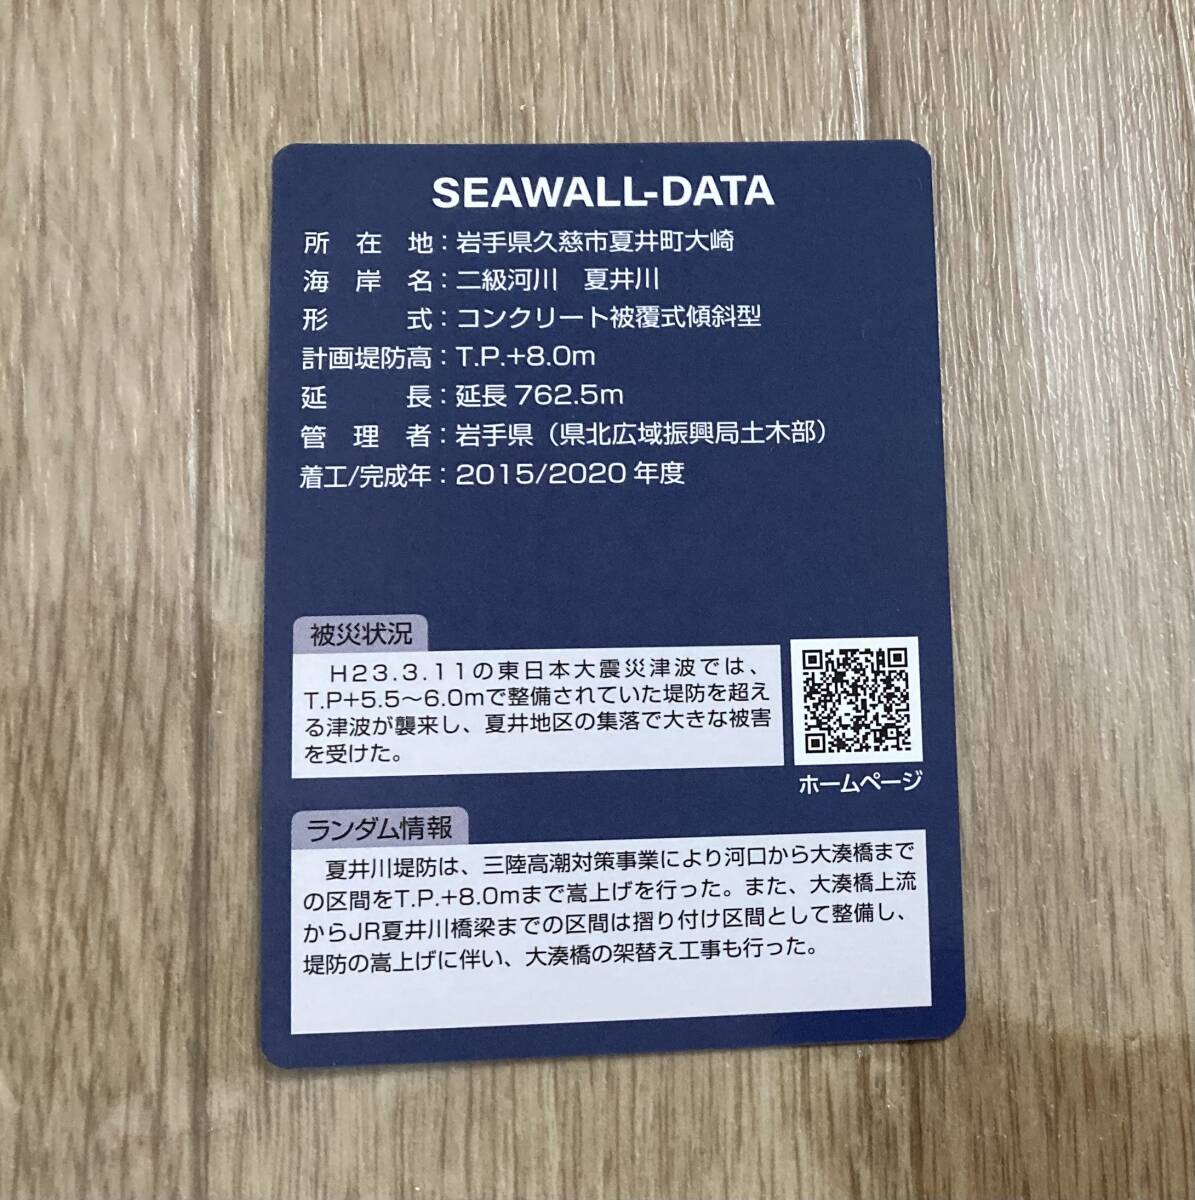 SEAWALL-DATA
所在地：岩手県久慈市夏井町大崎
海岸名：二級河川　夏井川
形式：コンクリート被覆式傾斜型
計画堤防高：T.P.+8.0m
延長：延長 762.5m
管理者：岩手県（県北広域振興局土木部）
着工/完成年：2015/2020 年度
被災状況
H23.3.11の東日本大震災津波では、
T.P+5.5～6.0mで整備されていた堤防を超え
る津波が襲来し、夏井地区の集落で大きな被害
を受けた。
ホームページ
ランダム情報
夏井川堤防は、三陸高潮対策事業により河口から大湊橋まで
の区間をT.P.+8.0mまで嵩上げを行った。また、大湊橋上流
からJR夏井川橋梁までの区間は摺り付け区間として整備し、
堤防の嵩上げに伴い、大湊橋の架替え工事も行った。